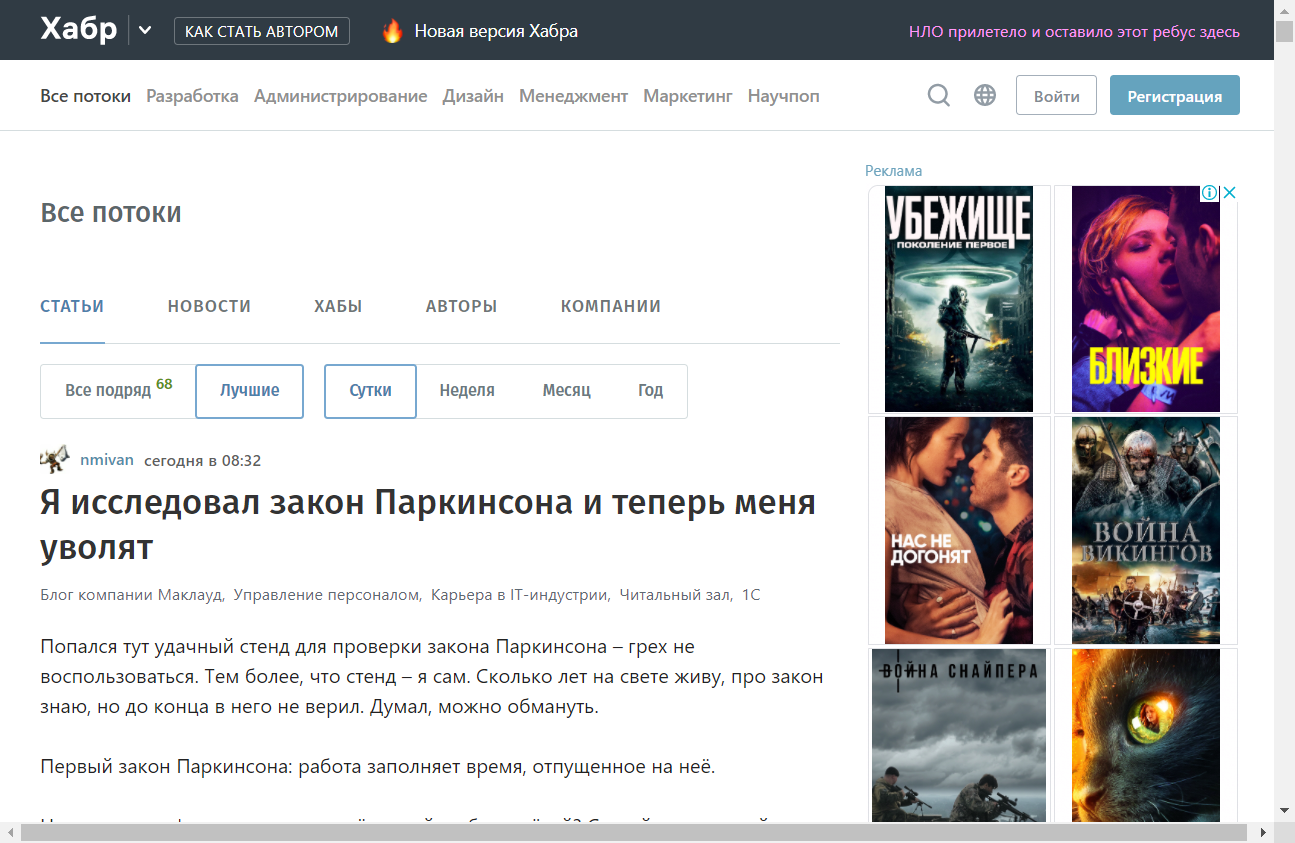 Хабр
КАК СТАТЬ АВТОРОМ
Новая версия Хабра
НЛО прилетело и оставило этот ребус здесь
Все потоки Разработка Администрирование Дизайн Менеджмент Маркетинг Научпоп
Войти
Регистрация
Реклама
Все потоки
СТАТЬИ НОВОСТИ ХАБЫ АВТОРЫ КОМПАНИИ
Все подряд 68 Лучшие Сутки Неделя Месяц Год
nmivan сегодня в 08:32
Я исследовал закон Паркинсона и теперь меня
уволят
Блог компании Маклауд, Управление персоналом, Карьера в IT-индустрии, Читальный зал, 1С
Попался тут удачный стенд для проверки закона Паркинсона – грех не
воспользоваться. Тем более, что стенд – я сам. Сколько лет на свете живу, про закон
знаю, но до конца в него не верил. Думал, можно обмануть.
Первый закон Паркинсона: работа заполняет время, отпущенное на неё.
УБЕЖИЩЕ
ПОКОЛЕНИЕ ПЕРВОЕ
БЛИЗКИЕ
НАС НЕ
ДОГОНЯТ
ВОЙНА
ВИКИНГОВ
ВОЙНА СНАЙПЕРА